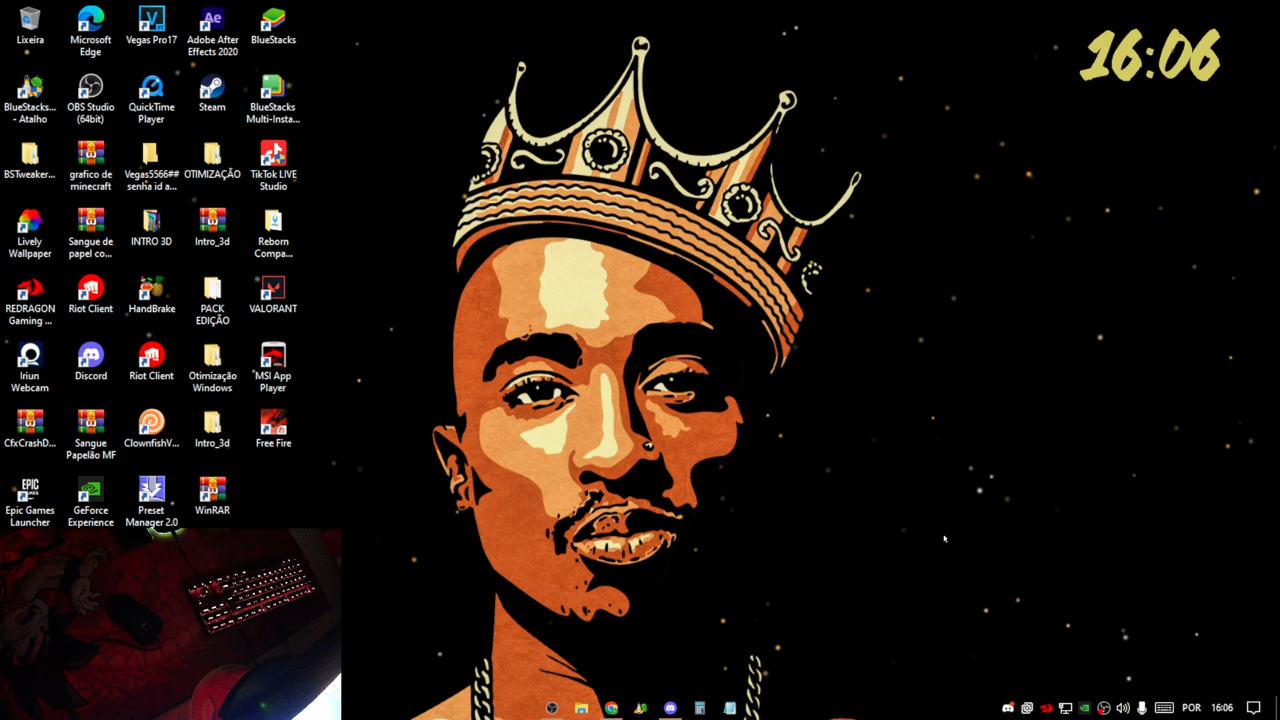 16:06
Lixeira
Microsoft
Edge
Vegas Pro17
Adobe After
Effects 2020
BlueStacks
BlueStacks...
- Atalho
OBS Studio
(64bit)
QuickTime
Player
Steam
BlueStacks
Multi-Insta...
BSTweaker...
grafico de
minecraft
Vegas5566##
senha id a...
OTIMIZAÇÃO
TikTok LIVE
Studio
Lively
Wallpaper
Sangue de
papel co...
INTRO 3D
Intro_3d
Reborn
Compa...
REDRAGON
Gaming ...
Riot Client
HandBrake
PACK
EDIÇÃO
VALORANT
Iriun
Webcam
Discord
Riot Client
Otimização
Windows
MSI App
Player
CfxCrashD...
Sangue
Papelão MF
ClownfishV...
Intro_3d
Free Fire
Epic Games
Launcher
GeForce
Experience
Preset
Manager 2.0
WinRAR
POR
16:06